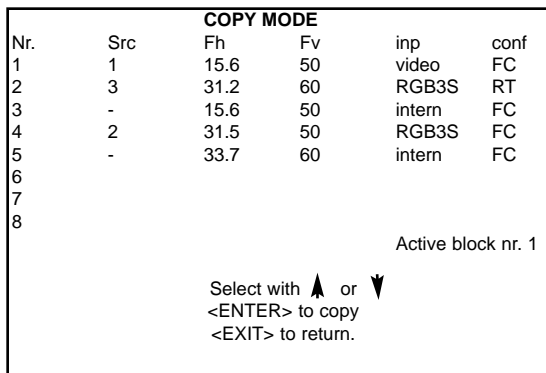 COPY MODE
Nr. Src Fh Fv inp conf
1 1 15.6 50 video FC
2 3 31.2 60 RGB3S RT
3 - 15.6 50 intern FC
4 2 31.5 50 RGB3S FC
5 - 33.7 60 intern FC
6
7
8
Active block nr. 1
Select with or
<ENTER> to copy
<EXIT> to return.